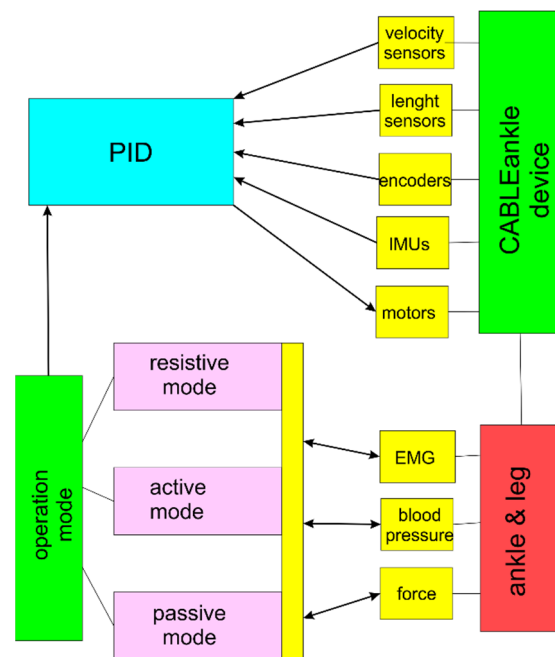 velocity
sensors
lenght
sensors
PID
encoders
IMUs
motors
CABLEankle
device
resistive
mode
active
mode
passive
mode
operation
mode
EMG
blood
pressure
force
ankle & leg